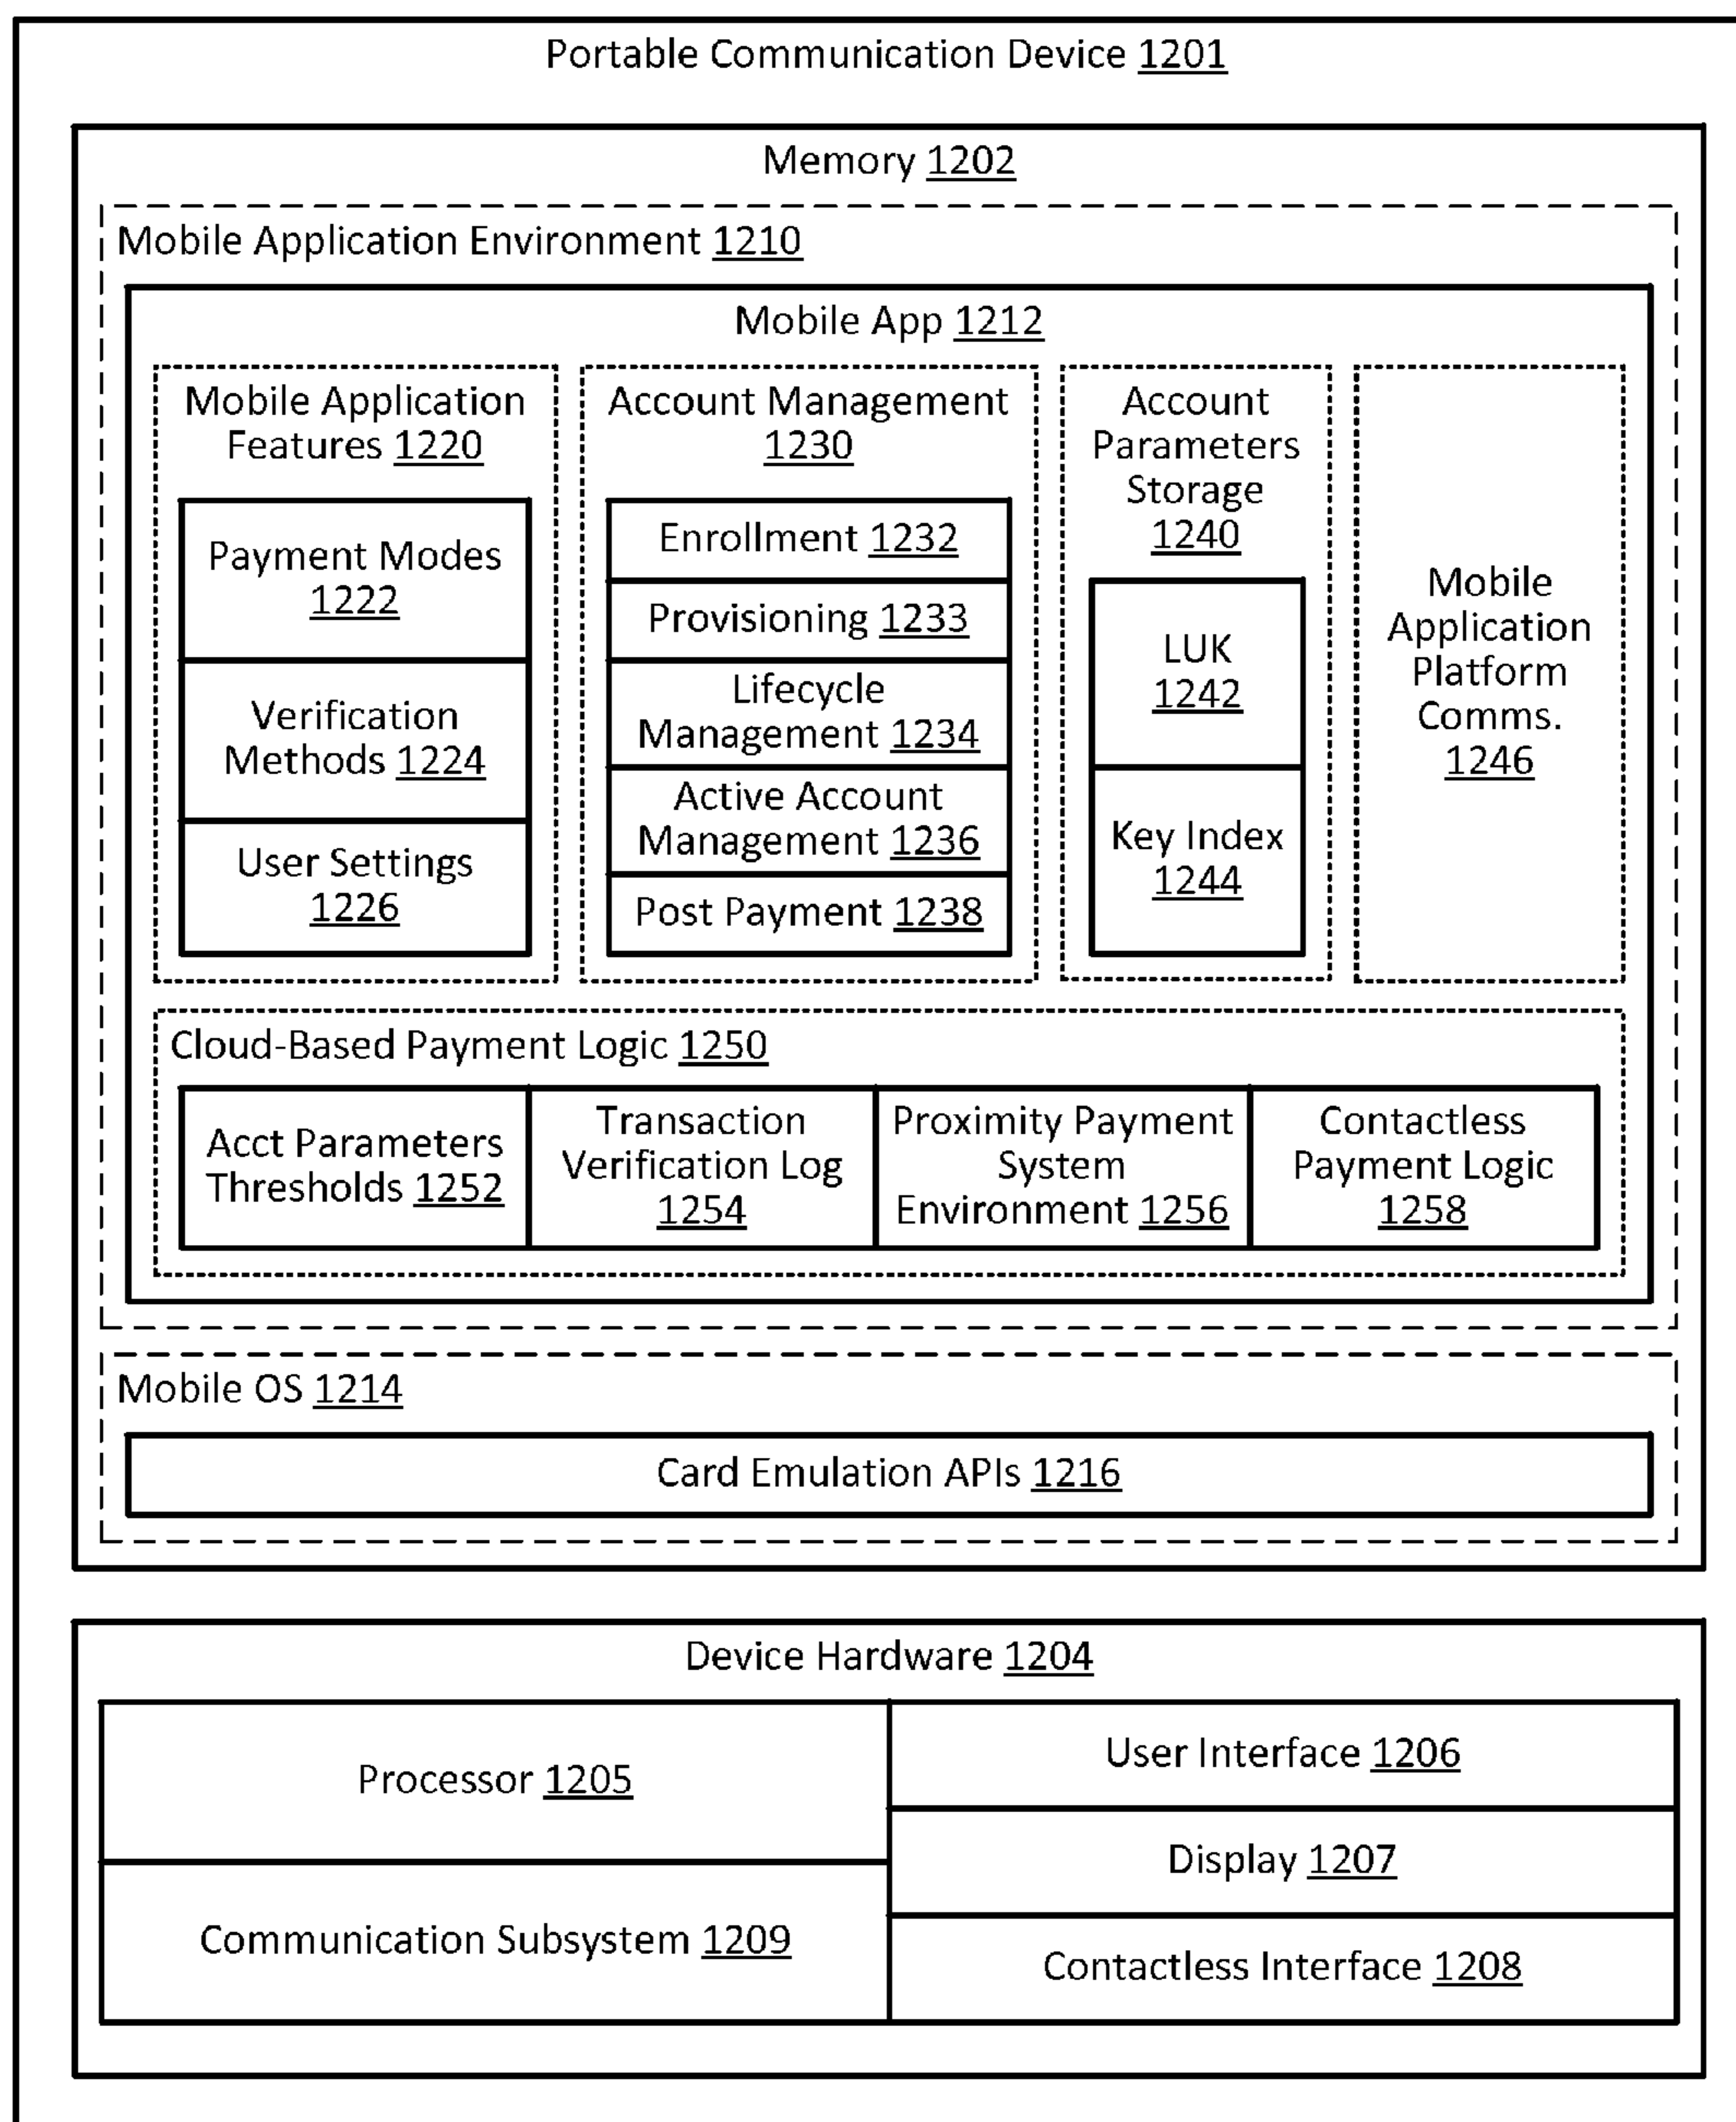 Portable Communication Device 1201
Memory 1202
Mobile Application Environment 1210
Mobile App 1212
Mobile Application
Features 1220
Payment Modes
1222
Verification
Methods 1224
User Settings
1226
Account Management
1230
Enrollment 1232
Provisioning 1233
Lifecycle
Management 1234
Active Account
Management 1236
Post Payment 1238
Account
Parameters
Storage
1240
LUK
1242
Key Index
1244
Mobile
Application
Platform
Comms.
1246
Cloud-Based Payment Logic 1250
Acct Parameters
Thresholds 1252
Transaction
Verification Log
1254
Proximity Payment
System
Environment 1256
Contactless
Payment Logic
1258
Mobile OS 1214
Card Emulation APIs 1216
Device Hardware 1204
Processor 1205
Communication Subsystem 1209
User Interface 1206
Display 1207
Contactless Interface 1208